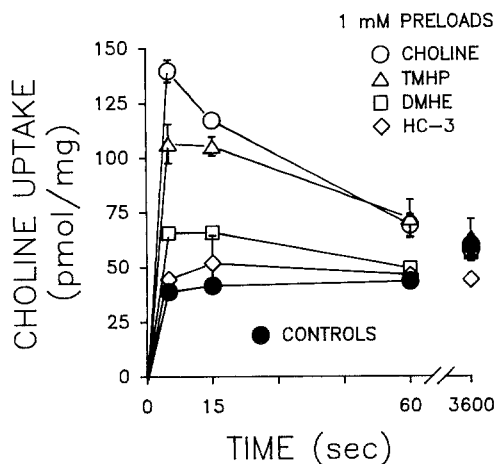 1 mM PRELOADS
CHOLINE
TMHP
DMHE
HC-3
CHOLINE UPTAKE
(pmol/mg)
150
125
100
75
50
25
0
CONTROLS
0
15
60
3600
TIME (sec)